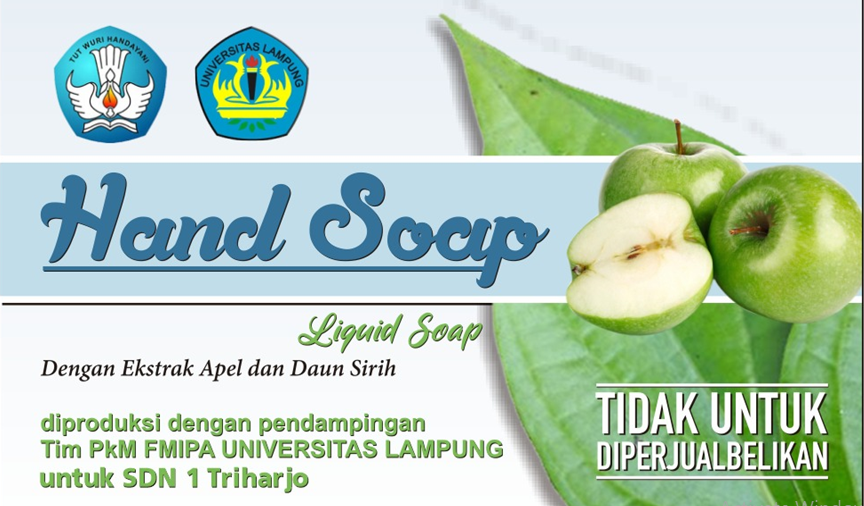 TUT WURI HANDAYANI
UNIVERSITAS LAMPUNG
Hand Soap
Liquid Soap
Dengan Ekstrak Apel dan Daun Sirih
diproduksi dengan pendampingan
Tim PkM FMIPA UNIVERSITAS LAMPUNG
untuk SDN 1 Triharjo
TIDAK UNTUK
DIPERJUALBELIKAN